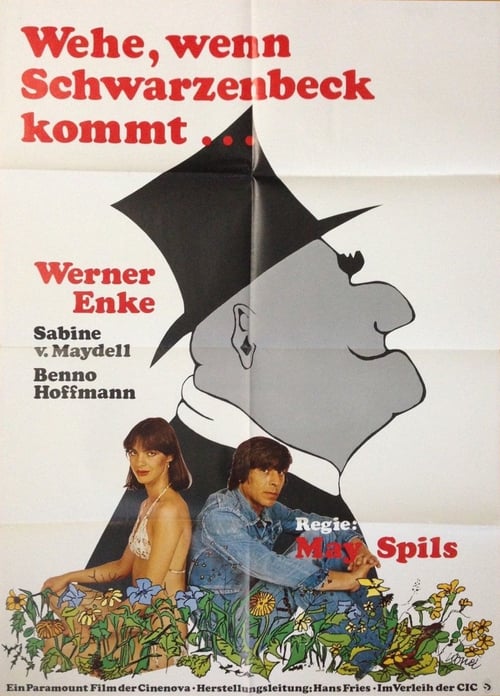 Wehe, wenn
Schwarzenbeck
kommt...
Werner
Enke
Sabine
v. Maydell
Benno
Hoffmann
Regie:
May Spils
Ein Paramount Film der Cinenova · Herstellungsleitung: Hans Fries · Im Verleih der CIC